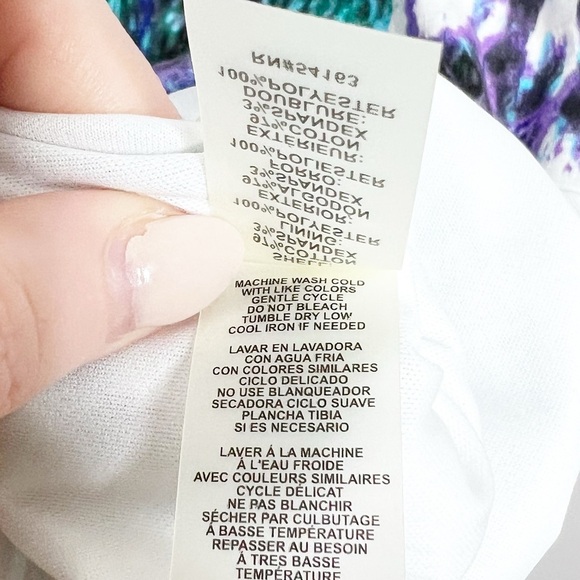 SHELL:
97%COTTON
3%SPANDEX
LINING:
100%POLYESTER
EXTERIOR:
97%ALGODÓN
3%SPANDEX
FORRO:
100%POLIESTER
EXTÉRIEUR:
97%COTON
3%SPANDEX
DOUBLURE:
100%POLYESTER
RN#54163
MACHINE WASH COLD
WITH LIKE COLORS
GENTLE CYCLE
DO NOT BLEACH
TUMBLE DRY LOW
COOL IRON IF NEEDED
LAVAR EN LAVADORA
CON AGUA FRIA
CON COLORES SIMILARES
CICLO DELICADO
NO USE BLANQUEADOR
SECADORA CICLO SUAVE
PLANCHA TIBIA
SI ES NECESARIO
LAVER Á LA MACHINE
Á L'EAU FROIDE
AVEC COULEURS SIMILAIRES
CYCLE DÉLICAT
NE PAS BLANCHIR
SÉCHER PAR CULBUTAGE
Á BASSE TEMPÉRATURE
REPASSER AU BESOIN
Á TRES BASSE
TEMPÉRATURE